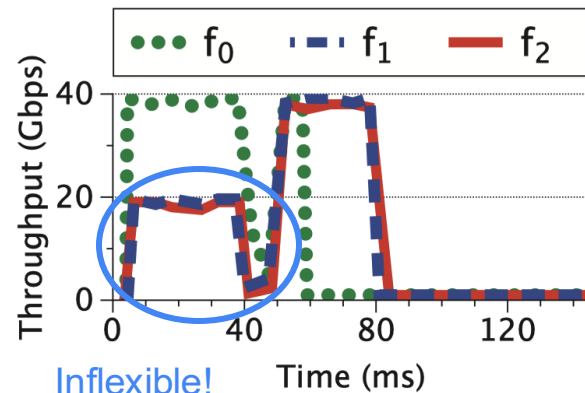 f₀ f₁ f₂
Throughput (Gbps)
40
20
0
0 40 80 120
Time (ms)
Inflexible!